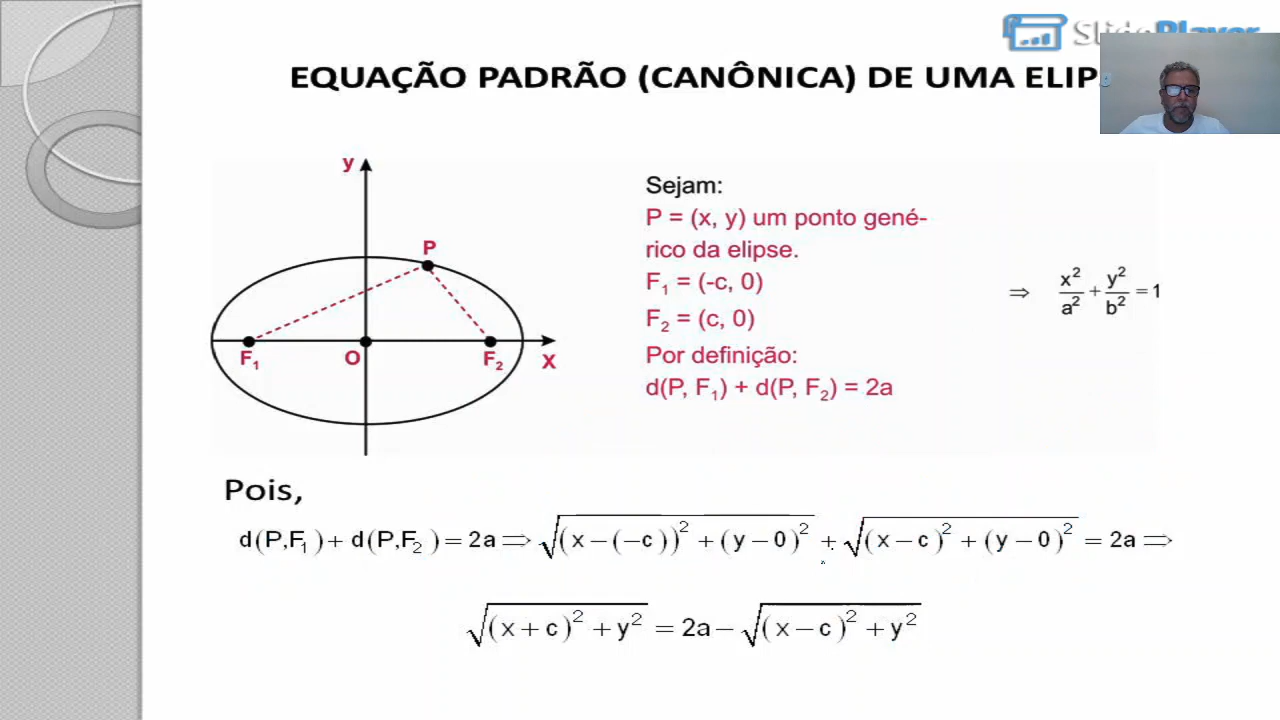 SlidePlayer
EQUAÇÃO PADRÃO (CANÔNICA) DE UMA ELIPS
y
P
F₁
O
F₂
X
Sejam:
P = (x, y) um ponto gené-
rico da elipse.
F₁ = (-c, 0)
F₂ = (c, 0)
Por definição:
d(P, F₁) + d(P, F₂) = 2a
⇒ x²/a² + y²/b² = 1
Pois,
d(P,F₁) + d(P,F₂) = 2a ⇒ √((x − (−c))² + (y − 0)²) + √((x − c)² + (y − 0)²) = 2a ⇒
√((x + c)² + y²) = 2a − √((x − c)² + y²)